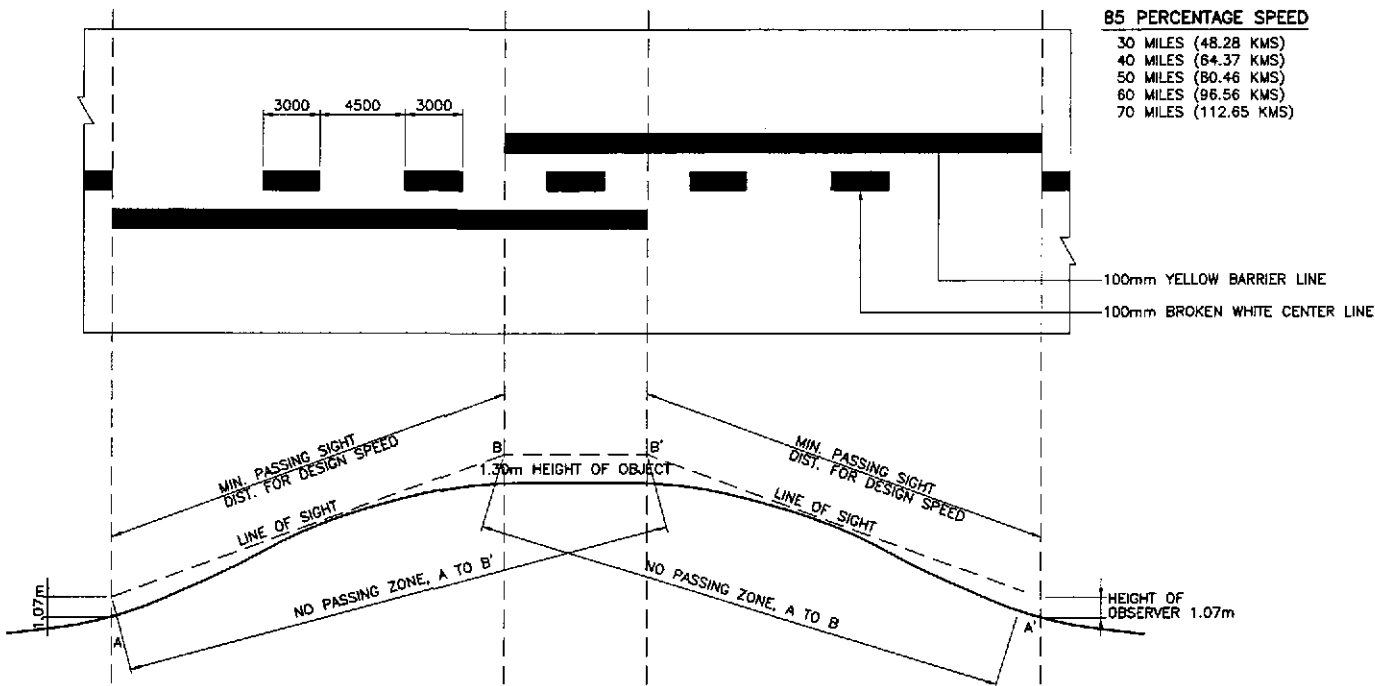 85 PERCENTAGE SPEED
30 MILES (48.28 KMS)
40 MILES (64.37 KMS)
50 MILES (80.46 KMS)
60 MILES (96.56 KMS)
70 MILES (112.65 KMS)
3000
4500
3000
100mm YELLOW BARRIER LINE
100mm BROKEN WHITE CENTER LINE
MIN. PASSING SIGHT
DIST. FOR DESIGN SPEED
MIN. PASSING SIGHT
DIST. FOR DESIGN SPEED
B
B'
1.30m HEIGHT OF OBJECT
LINE OF SIGHT
LINE OF SIGHT
NO PASSING ZONE, A TO B'
NO PASSING ZONE, A TO B
1.07m
A
A'
HEIGHT OF
OBSERVER 1.07m